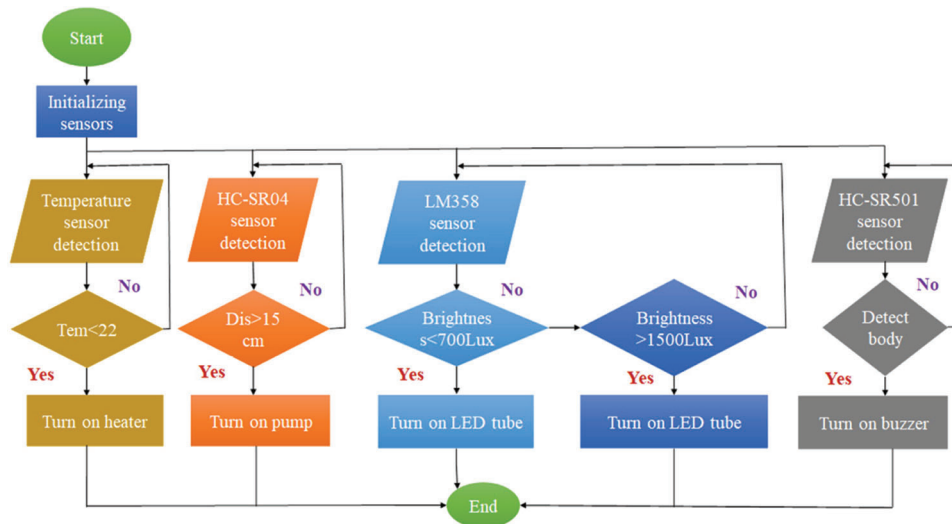 Start
Initializing
sensors
Temperature
sensor
detection
HC-SR04
sensor
detection
LM358
sensor
detection
HC-SR501
sensor
detection
No
No
No
No
No
Tem<22
Dis>15
cm
Brightnes
s<700Lux
Brightness
>1500Lux
Detect
body
Yes
Yes
Yes
Yes
Yes
Turn on heater
Turn on pump
Turn on LED tube
Turn on LED tube
Turn on buzzer
End